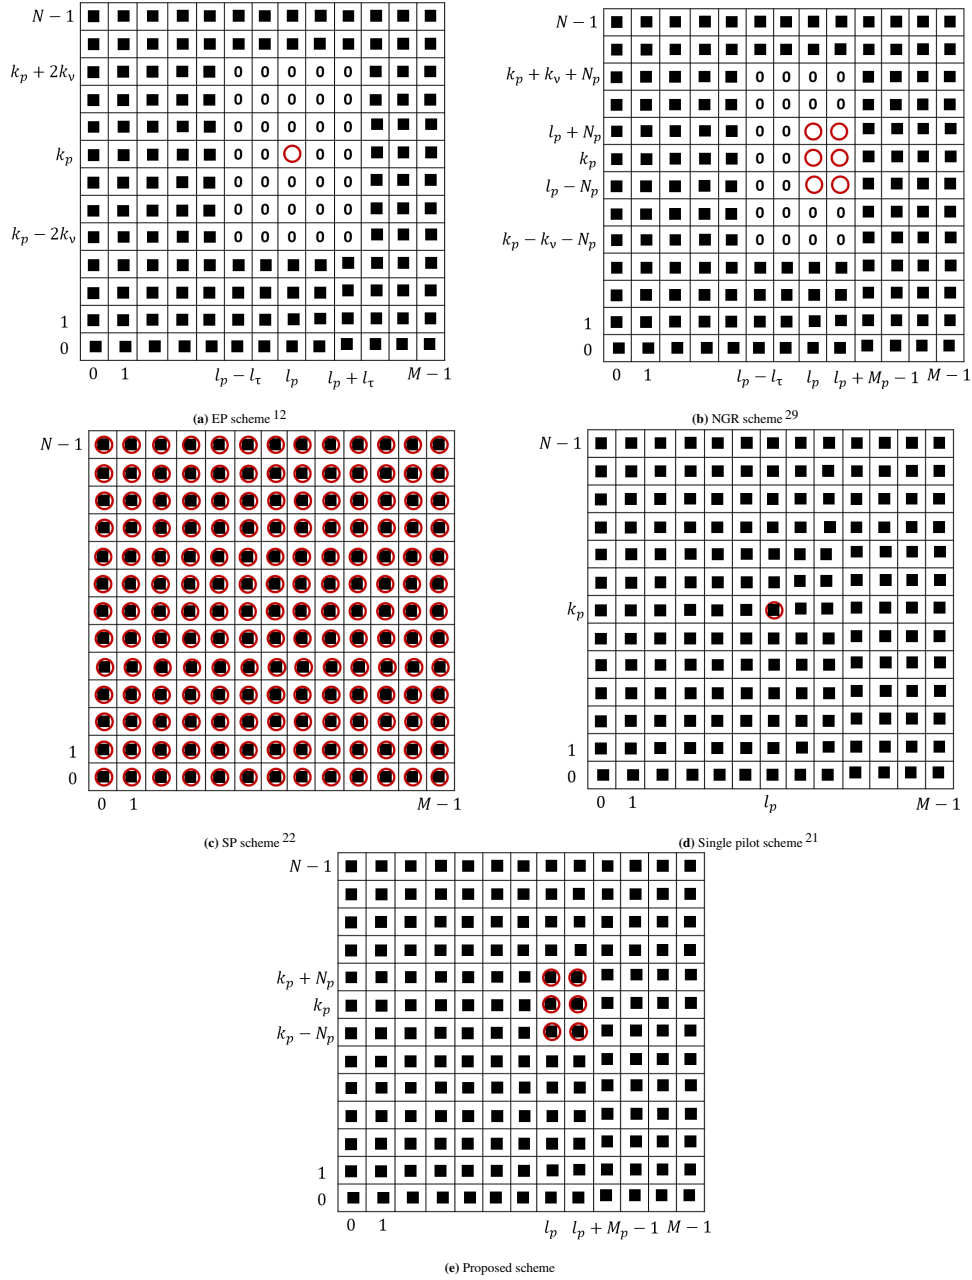 N − 1
k_p + 2k_ν 0 0 0 0 0
0 0 0 0 0
0 0 0 0 0
k_p 0 0 0 0
0 0 0 0 0
0 0 0 0 0
k_p − 2k_ν 0 0 0 0 0
1
0
0 1 l_p − l_τ l_p l_p + l_τ M − 1
(a) EP scheme 12
N − 1
k_p + k_ν + N_p 0 0 0 0
0 0 0 0
l_p + N_p 0 0
k_p 0 0
l_p − N_p 0 0
0 0 0 0
k_p − k_ν − N_p 0 0 0 0
1
0
0 1 l_p − l_τ l_p l_p + M_p − 1 M − 1
(b) NGR scheme 29
N − 1
1
0
0 1 M − 1
(c) SP scheme 22
N − 1
k_p
1
0
0 1 l_p M − 1
(d) Single pilot scheme 21
N − 1
k_p + N_p
k_p
k_p − N_p
1
0
0 1 l_p l_p + M_p − 1 M − 1
(e) Proposed scheme